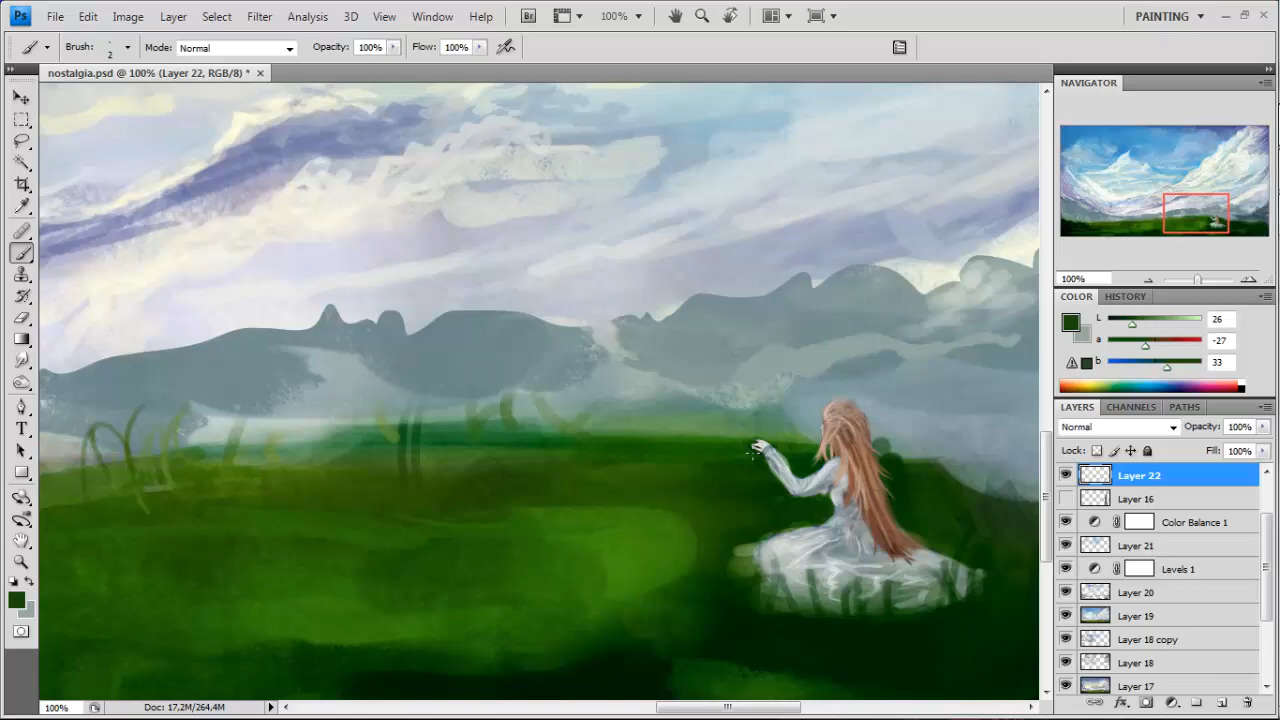 Ps File Edit Image Layer Select Filter Analysis 3D View Window Help Br 100% PAINTING
Brush: 2 Mode: Normal Opacity: 100% Flow: 100%
nostalgia.psd @ 100% (Layer 22, RGB/8) *
NAVIGATOR
100%
COLOR HISTORY
L 26
a -27
b 33
LAYERS CHANNELS PATHS
Normal Opacity: 100%
Lock: Fill: 100%
Layer 22
Layer 16
Color Balance 1
Layer 21
Levels 1
Layer 20
Layer 19
Layer 18 copy
Layer 18
Layer 17
T
100% Doc: 17,2M/264,4M